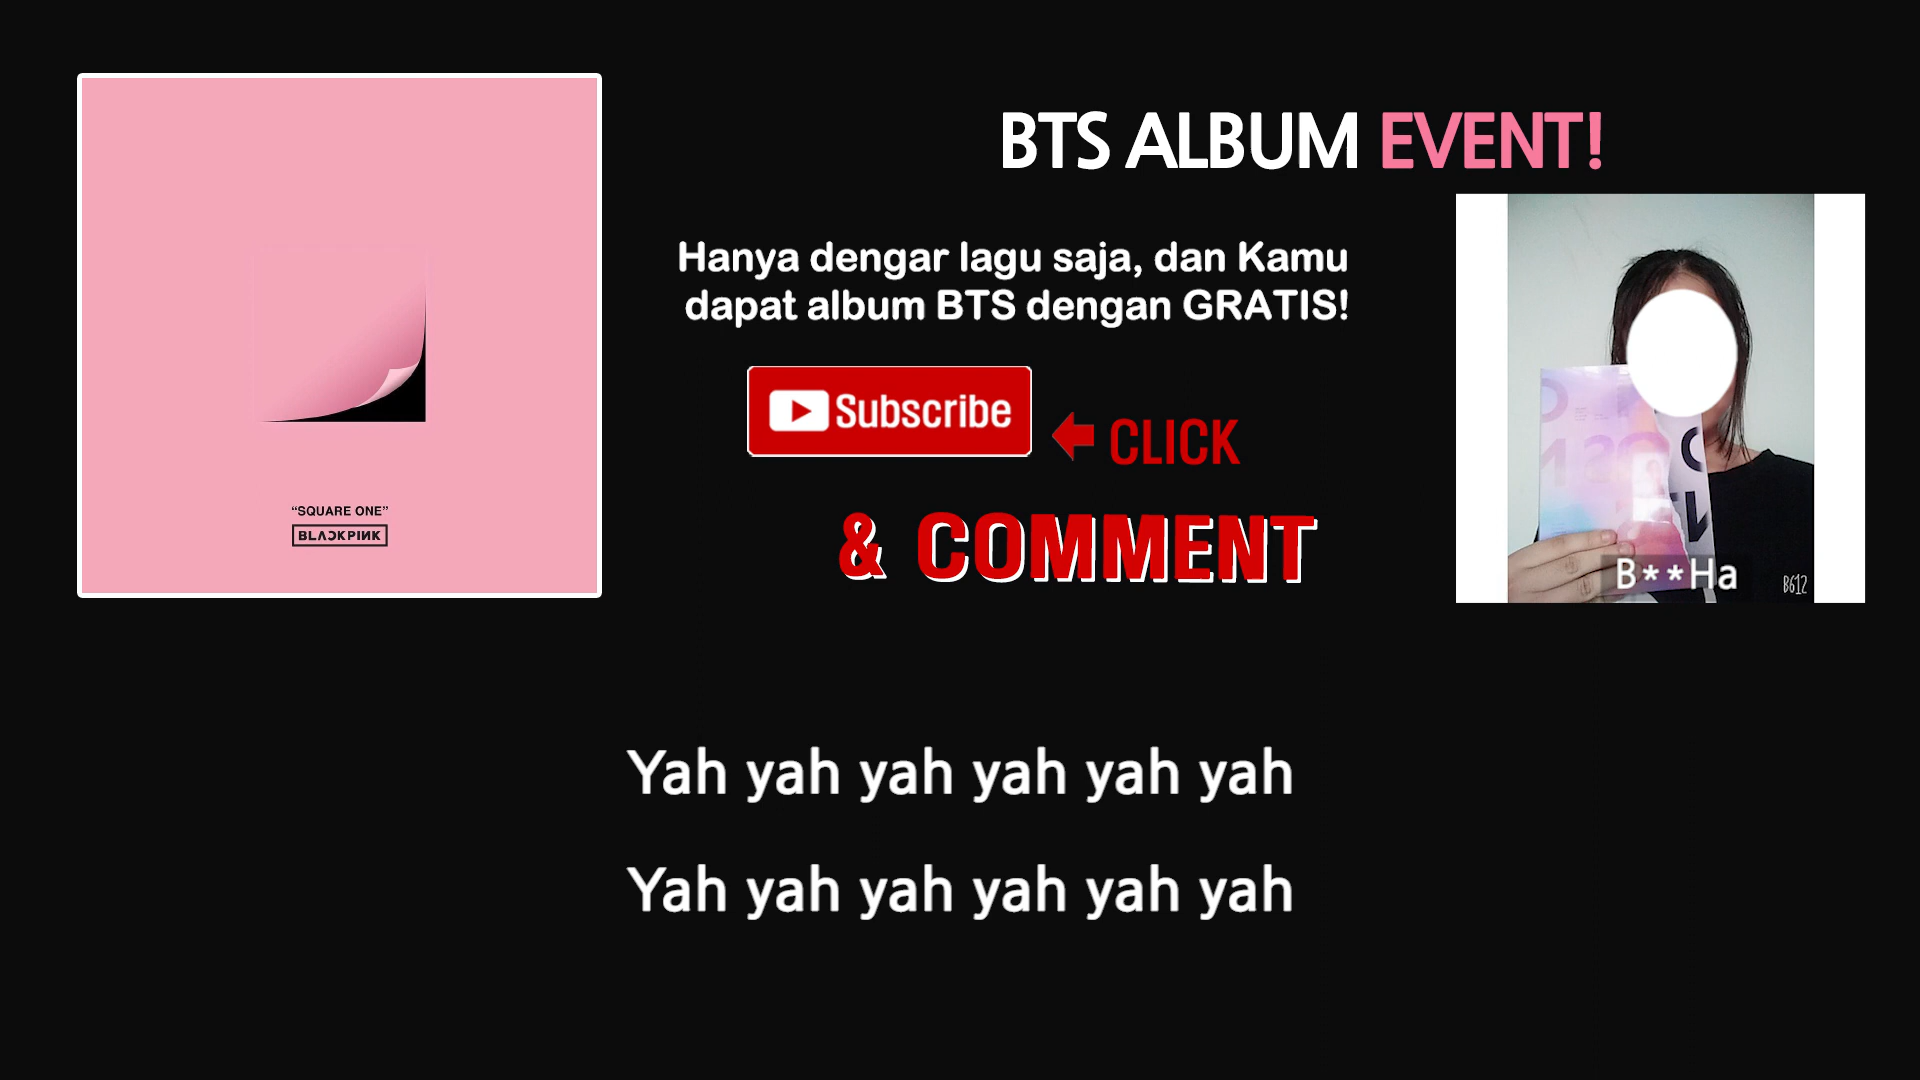 BTS ALBUM EVENT!
Hanya dengar lagu saja, dan Kamu
dapat album BTS dengan GRATIS!
Subscribe
CLICK
& COMMENT
"SQUARE ONE"
BLΛƆKPIИK
B**Ha
B612
Yah yah yah yah yah yah
Yah yah yah yah yah yah